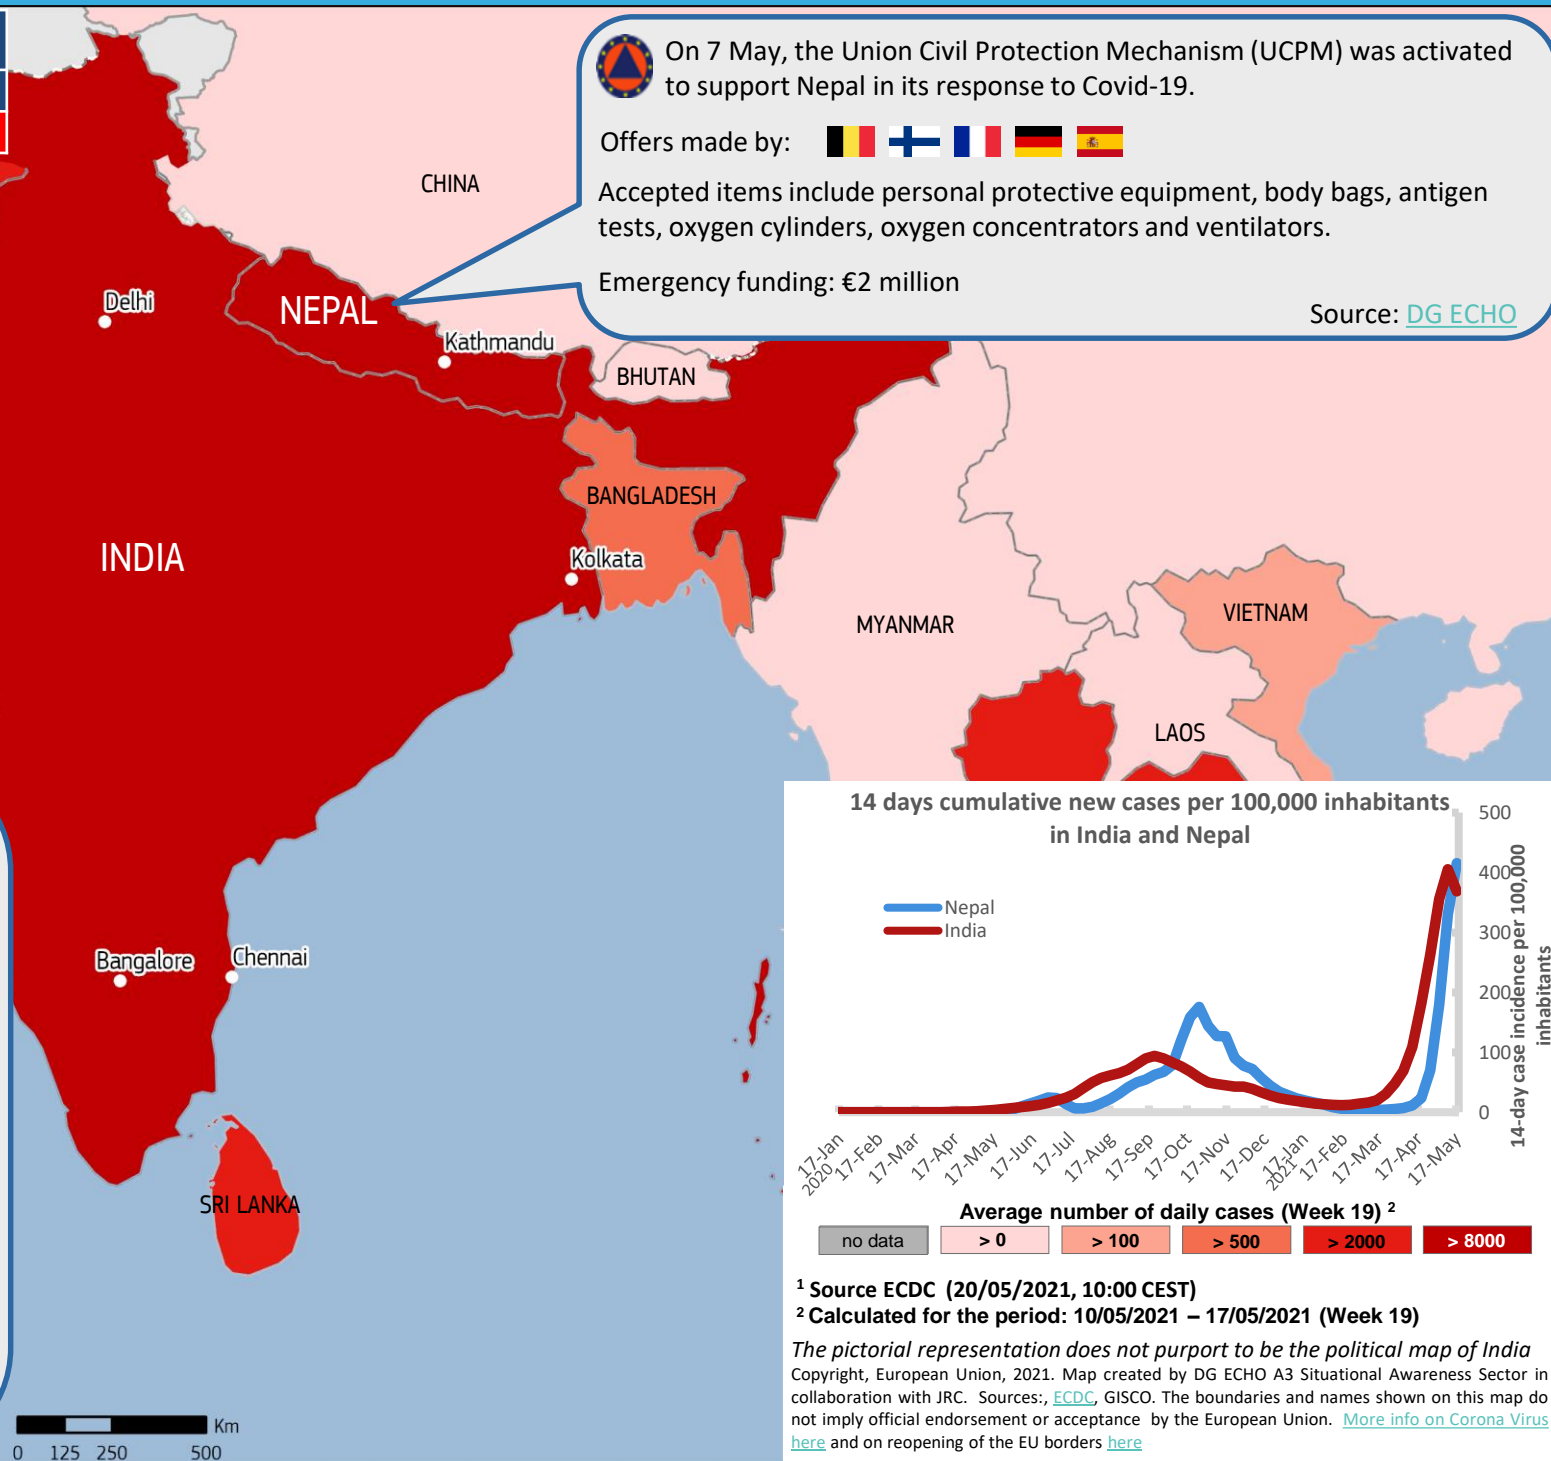 On 7 May, the Union Civil Protection Mechanism (UCPM) was activated
to support Nepal in its response to Covid-19.
Offers made by:
Accepted items include personal protective equipment, body bags, antigen
tests, oxygen cylinders, oxygen concentrators and ventilators.
Emergency funding: €2 million
Source: DG ECHO
CHINA
Delhi
NEPAL
Kathmandu
BHUTAN
BANGLADESH
INDIA
Kolkata
MYANMAR
VIETNAM
LAOS
Bangalore
Chennai
SRI LANKA
14 days cumulative new cases per 100,000 inhabitants
in India and Nepal
Nepal
India
500
400
300
200
100
0
14-day case incidence per 100,000
inhabitants
17-Jan
2020
17-Feb
17-Mar
17-Apr
17-May
17-Jun
17-Jul
17-Aug
17-Sep
17-Oct
17-Nov
17-Dec
17-Jan
2021
17-Feb
17-Mar
17-Apr
17-May
Average number of daily cases (Week 19) 2
no data
> 0
> 100
> 500
> 2000
> 8000
1 Source ECDC (20/05/2021, 10:00 CEST)
2 Calculated for the period: 10/05/2021 – 17/05/2021 (Week 19)
The pictorial representation does not purport to be the political map of India
Copyright, European Union, 2021. Map created by DG ECHO A3 Situational Awareness Sector in
collaboration with JRC. Sources:, ECDC, GISCO. The boundaries and names shown on this map do
not imply official endorsement or acceptance by the European Union. More info on Corona Virus
here and on reopening of the EU borders here
Km
0 125 250 500